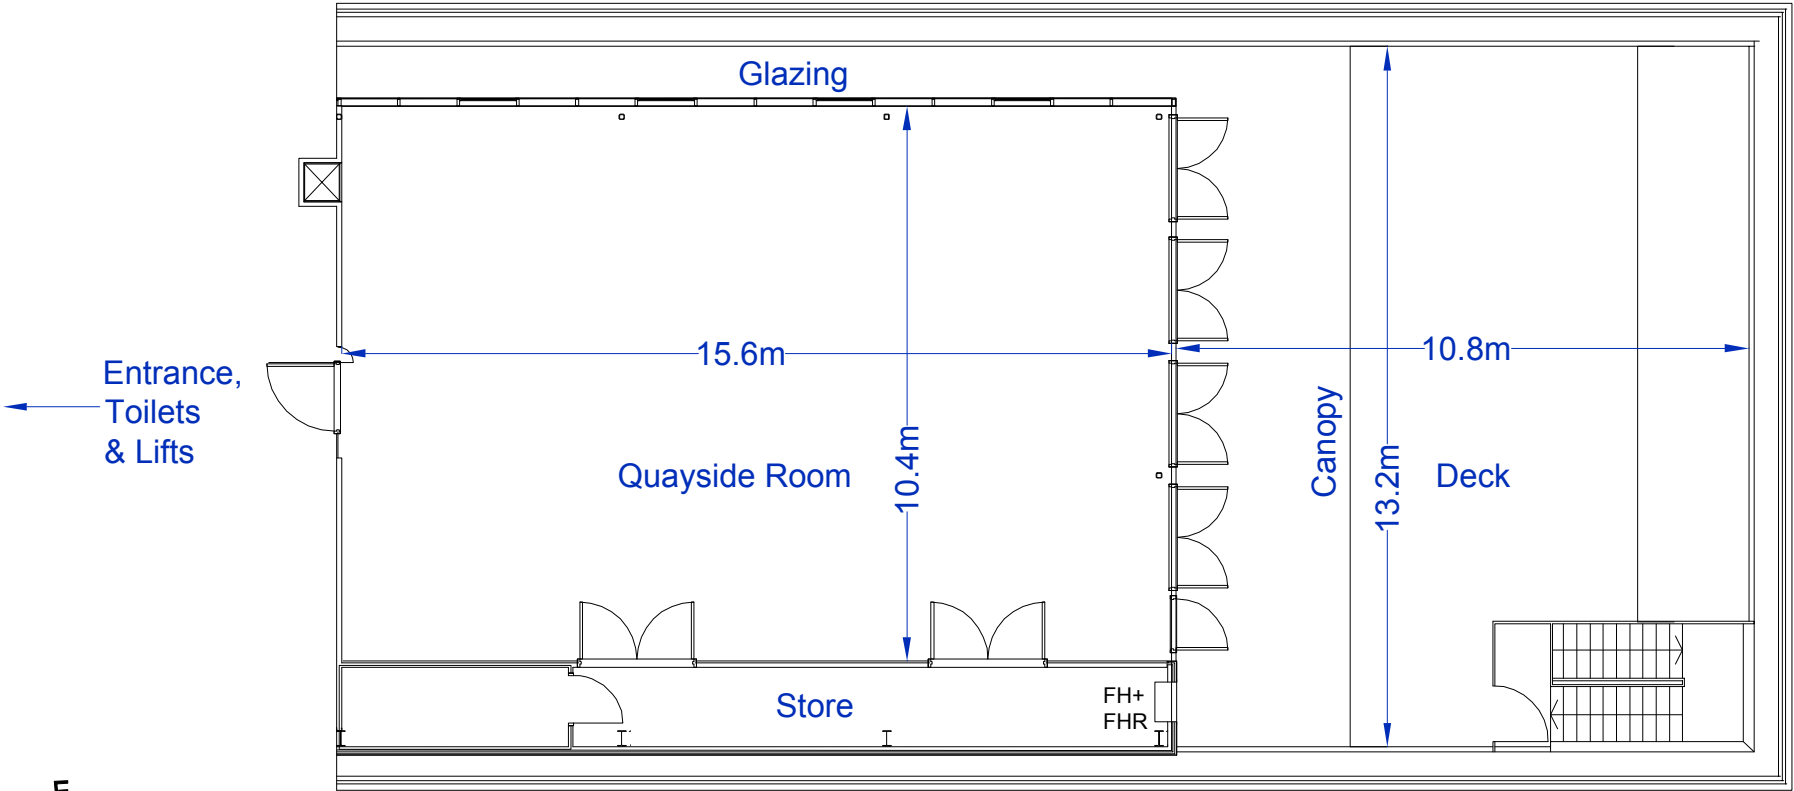 Glazing
15.6m
10.8m
Entrance,
Toilets
& Lifts
Canopy
10.4m
13.2m
Quayside Room
Deck
Store
FH+
FHR